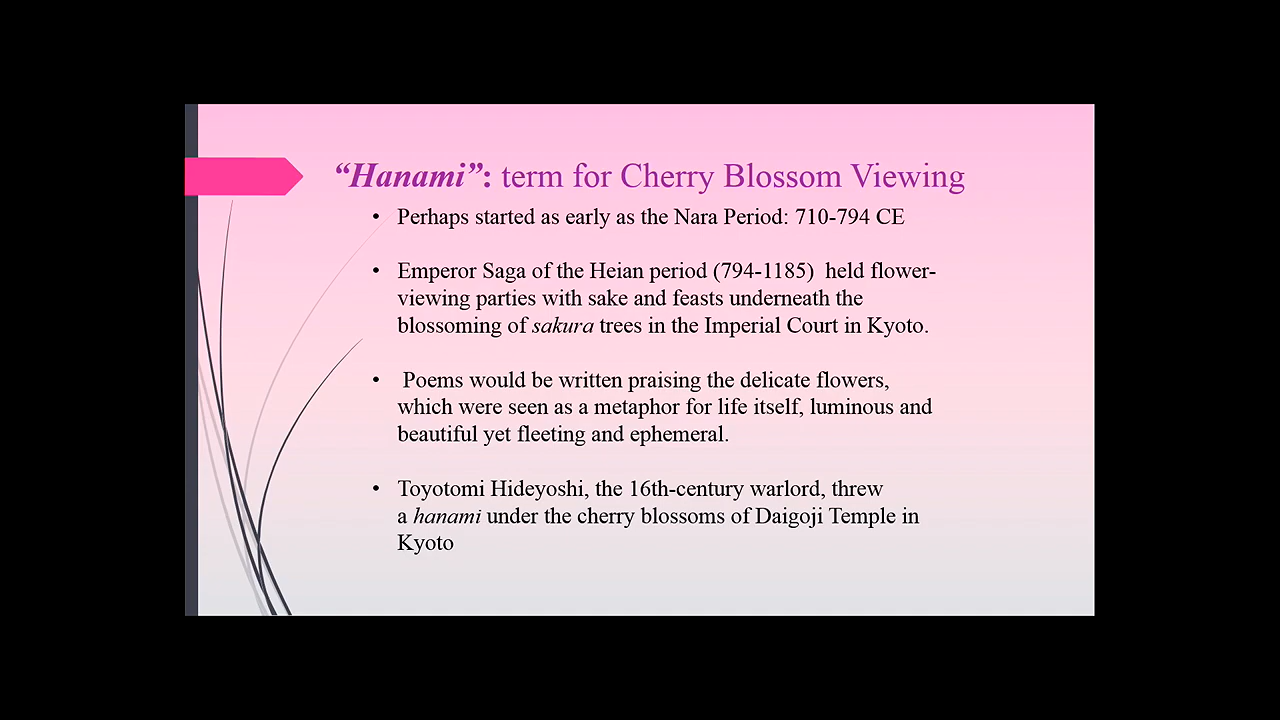 “Hanami”: term for Cherry Blossom Viewing
• Perhaps started as early as the Nara Period: 710-794 CE
• Emperor Saga of the Heian period (794-1185)  held flower-
viewing parties with sake and feasts underneath the
blossoming of sakura trees in the Imperial Court in Kyoto.
•  Poems would be written praising the delicate flowers,
which were seen as a metaphor for life itself, luminous and
beautiful yet fleeting and ephemeral.
• Toyotomi Hideyoshi, the 16th-century warlord, threw
a hanami under the cherry blossoms of Daigoji Temple in
Kyoto